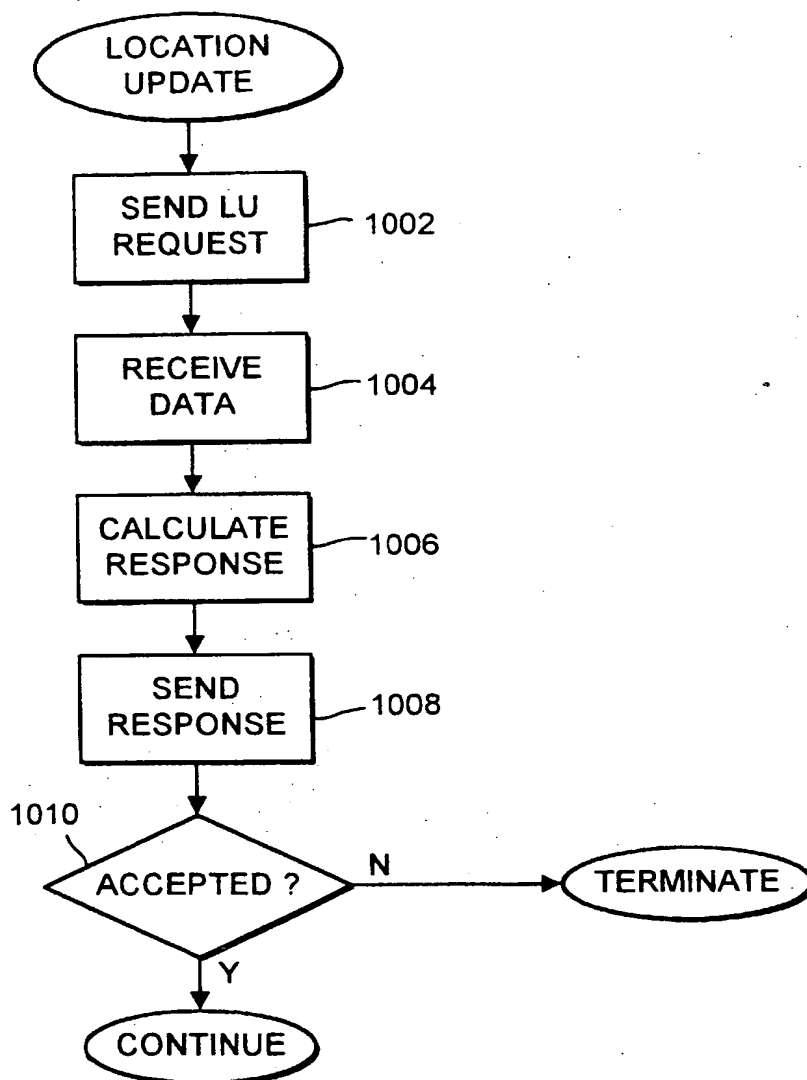 LOCATION
UPDATE
SEND LU
REQUEST
1002
RECEIVE
DATA
1004
CALCULATE
RESPONSE
1006
SEND
RESPONSE
1008
1010
ACCEPTED ?
N
TERMINATE
Y
CONTINUE